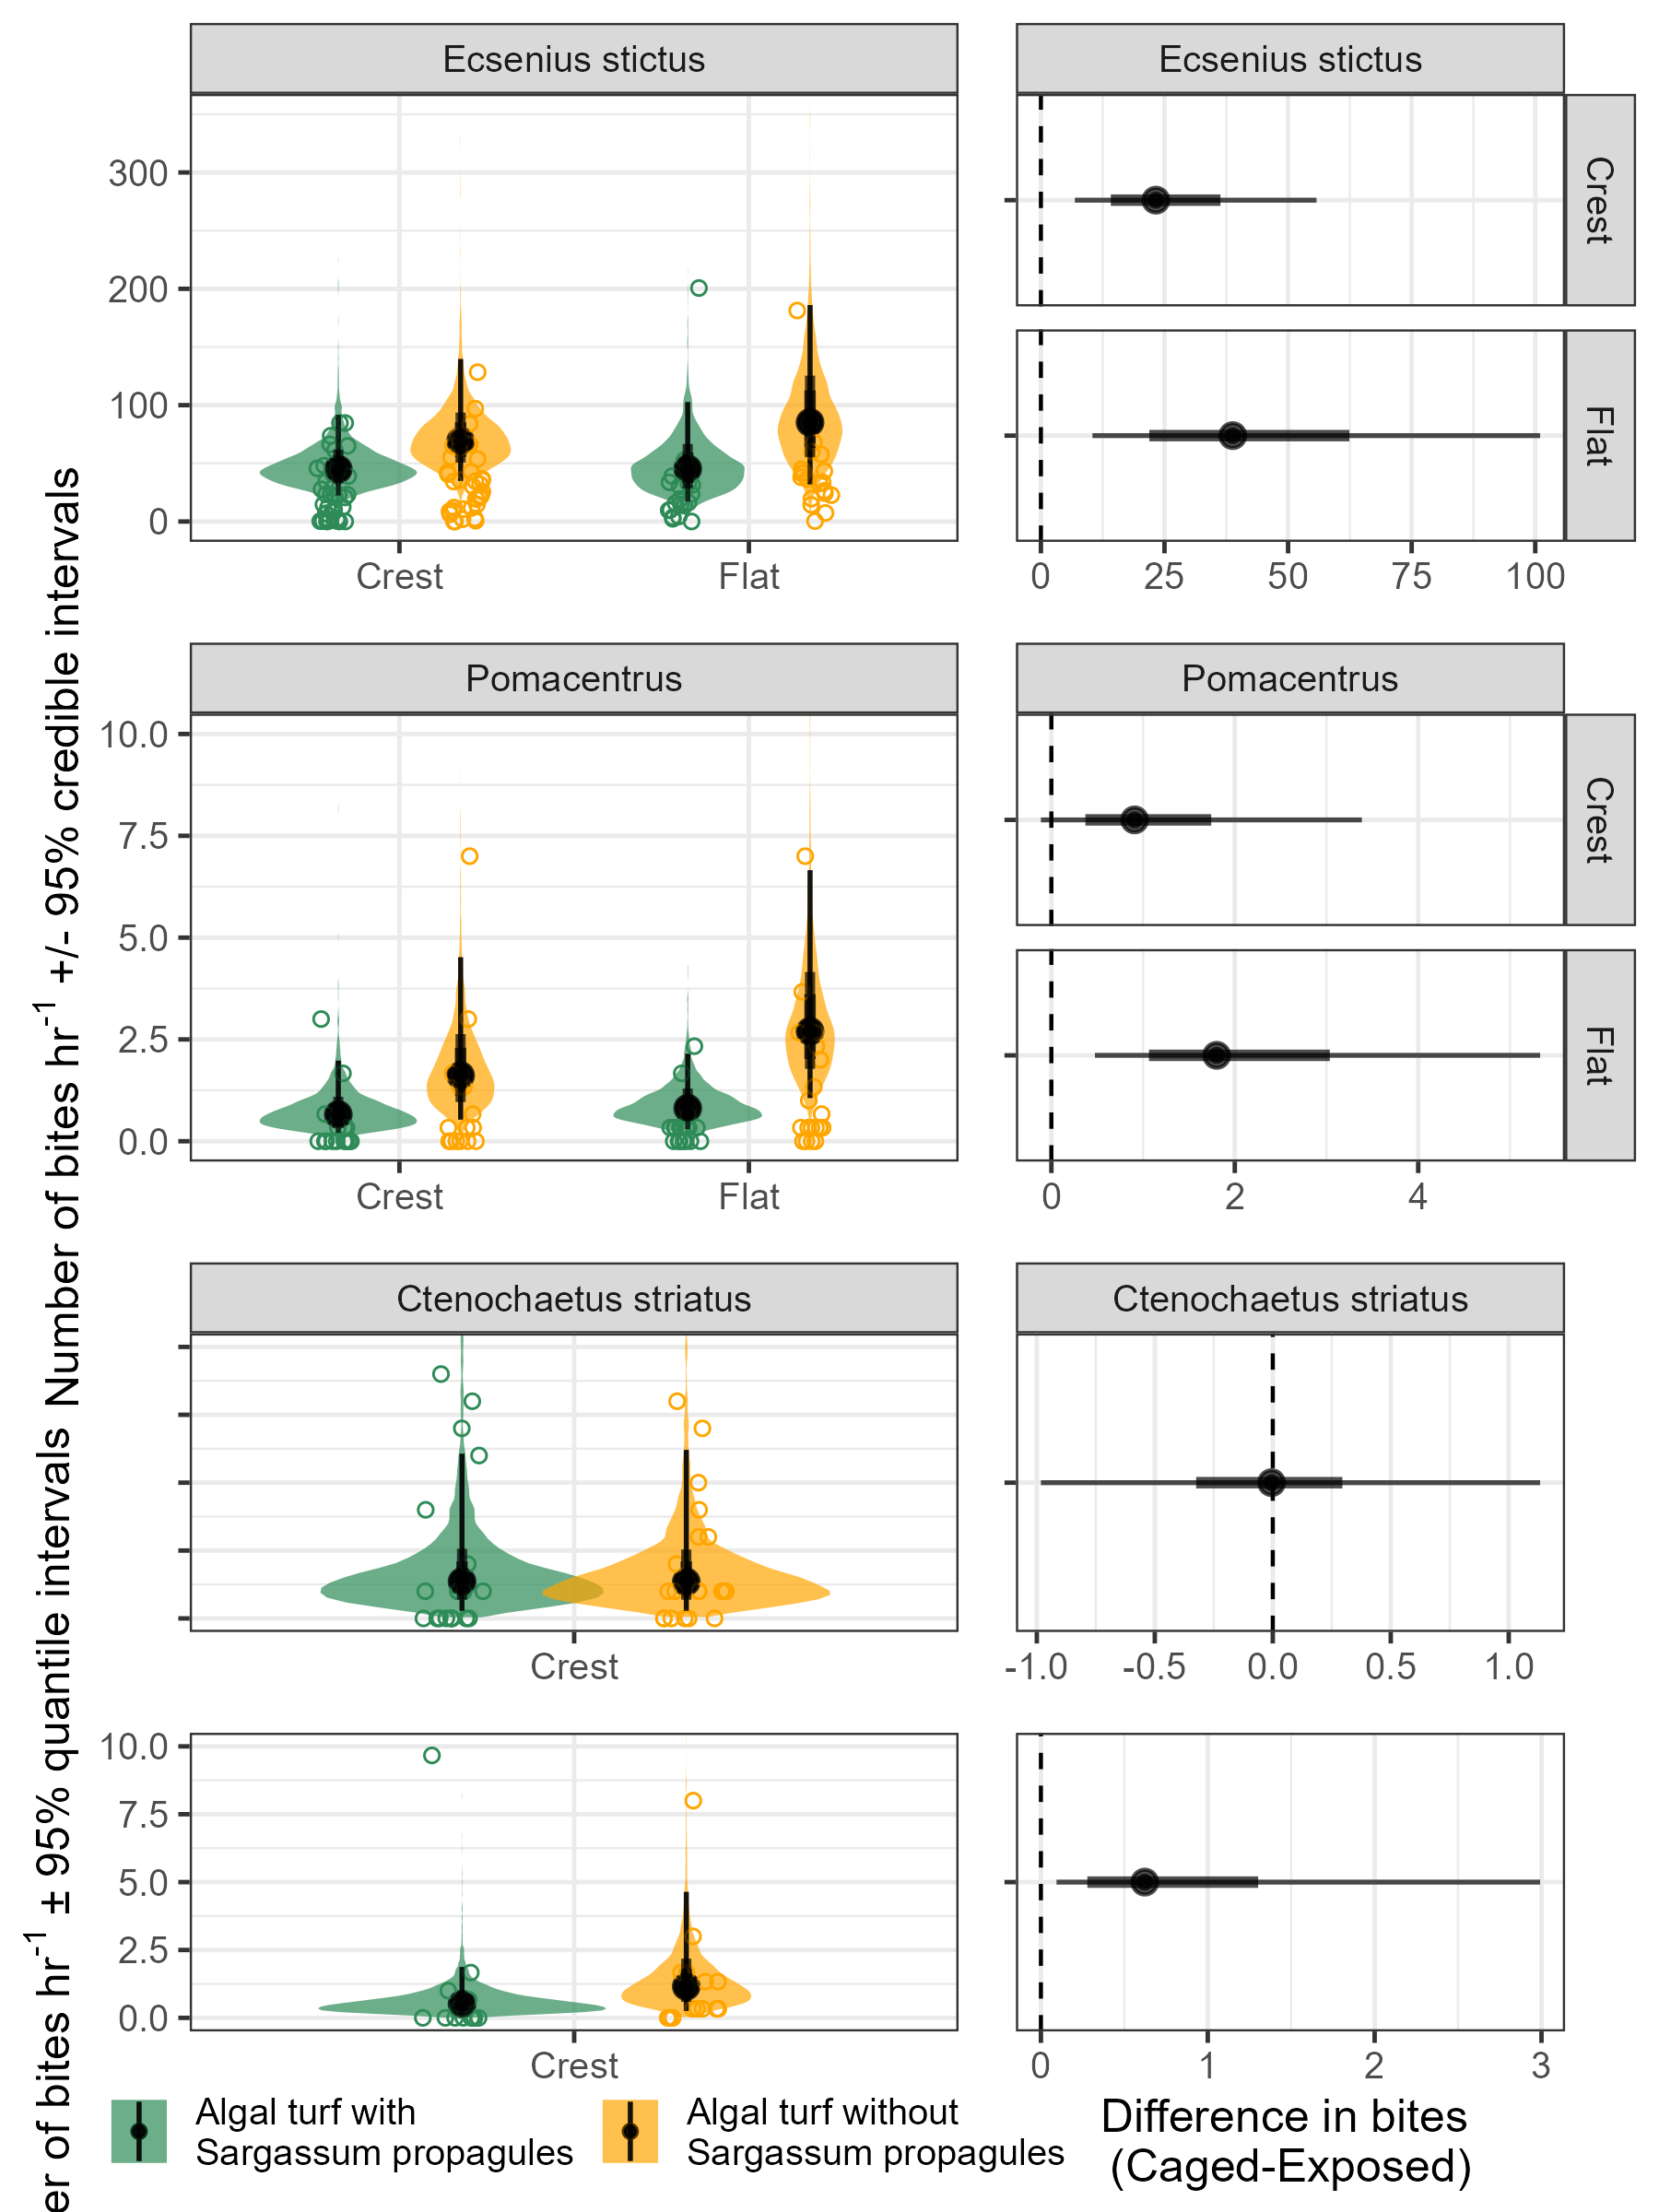 Ecsenius stictus
Ecsenius stictus
300
200
100
0
Crest
Flat
Crest
Flat
0
25
50
75
100
Pomacentrus
Pomacentrus
10.0
7.5
5.0
2.5
0.0
Crest
Flat
Crest
Flat
0
2
4
Ctenochaetus striatus
Ctenochaetus striatus
Crest
-1.0
-0.5
0.0
0.5
1.0
10.0
7.5
5.0
2.5
0.0
Crest
0
1
2
3
Number of bites hr-1 +/- 95% credible intervals
er of bites hr-1 ± 95% quantile intervals
Algal turf with
Sargassum propagules
Algal turf without
Sargassum propagules
Difference in bites
(Caged-Exposed)